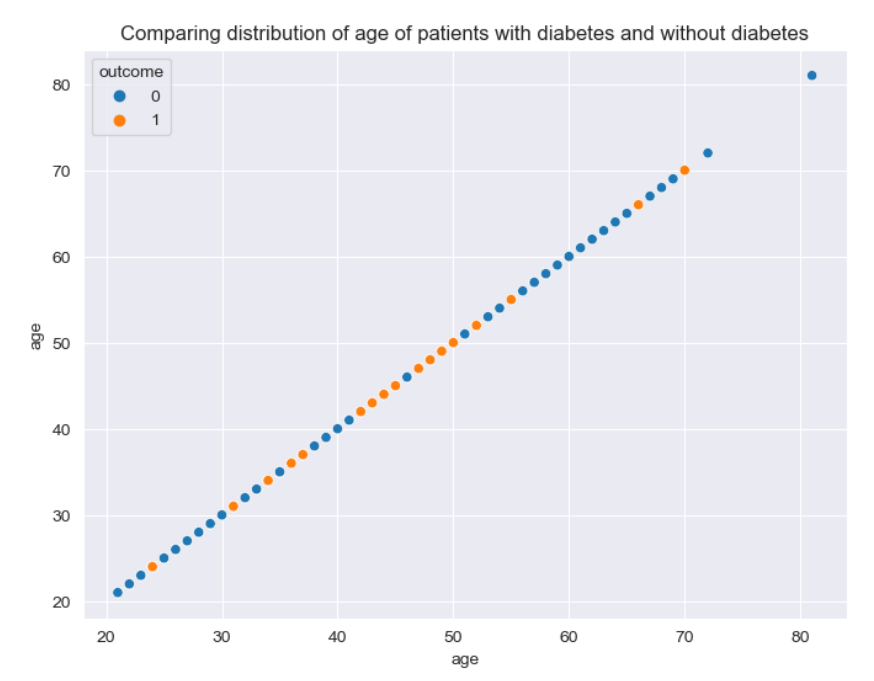 Comparing distribution of age of patients with diabetes and without diabetes
outcome
0
1
80
70
60
50
40
30
20
age
20 30 40 50 60 70 80
age